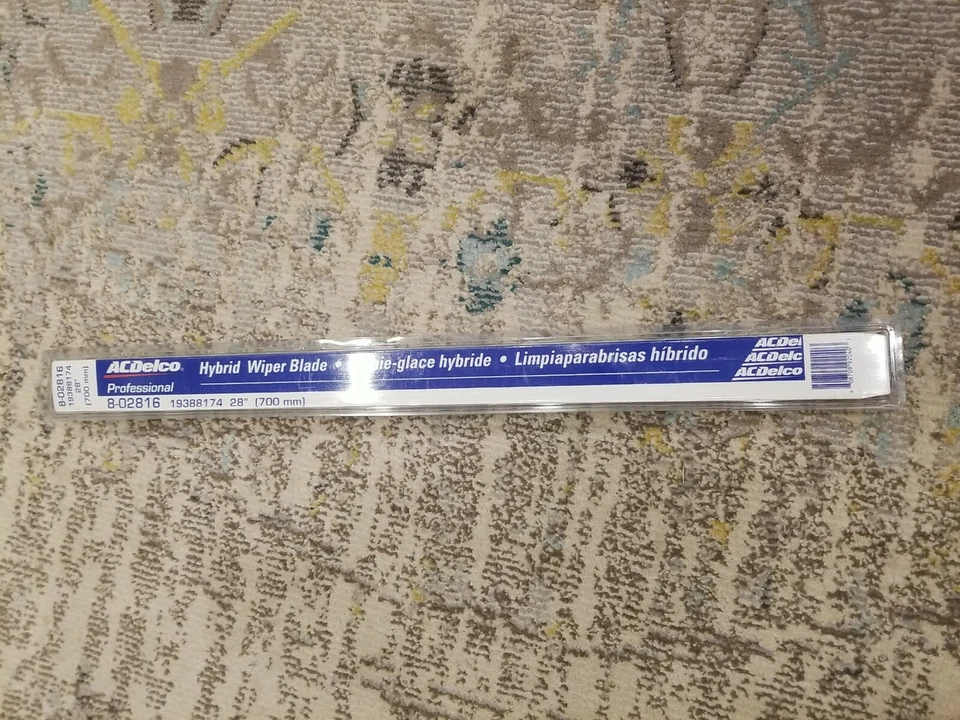 8-02816
19388174
28"
(700 mm)
ACDelco
Professional
8-02816 19388174 28" (700 mm)
Hybrid Wiper Blade • -glace hybride • Limpiaparabrisas híbrido
ACDel
ACDelc
ACDelco